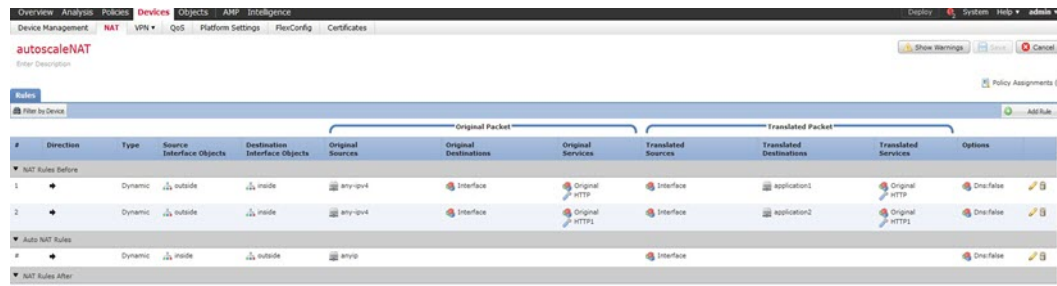 Overview Analysis Policies Devices Objects AMP Intelligence Deploy System Help admin
Device Management NAT VPN QoS Platform Settings FlexConfig Certificates
autoscaleNAT
Show Warnings Save Cancel
Enter Description
Policy Assignments (
Rules
Filter by Device Add Rule
Original Packet Translated Packet
# Direction Type Source Interface Objects Destination Interface Objects Original Sources Original Destinations Original Services Translated Sources Translated Destinations Translated Services Options
NAT Rules Before
1 Dynamic outside inside any-ipv4 Interface Original HTTP Interface application1 Original HTTP Dns:false
2 Dynamic outside inside any-ipv4 Interface Original HTTP1 Interface application2 Original HTTP1 Dns:false
Auto NAT Rules
# Dynamic inside outside anyip Interface Dns:false
NAT Rules After